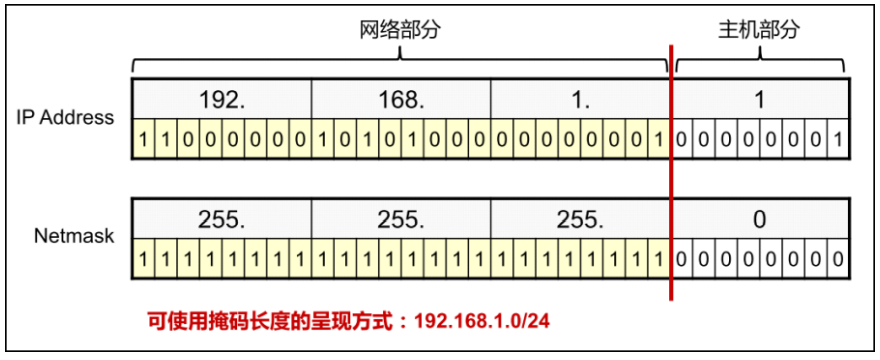 网络部分 主机部分
IP Address 192. 168. 1. 1
1 1 0 0 0 0 0 0 1 0 1 0 1 0 0 0 0 0 0 0 0 0 0 1 0 0 0 0 0 0 0 1
Netmask 255. 255. 255. 0
1 1 1 1 1 1 1 1 1 1 1 1 1 1 1 1 1 1 1 1 1 1 1 1 0 0 0 0 0 0 0 0
可使用掩码长度的呈现方式：192.168.1.0/24